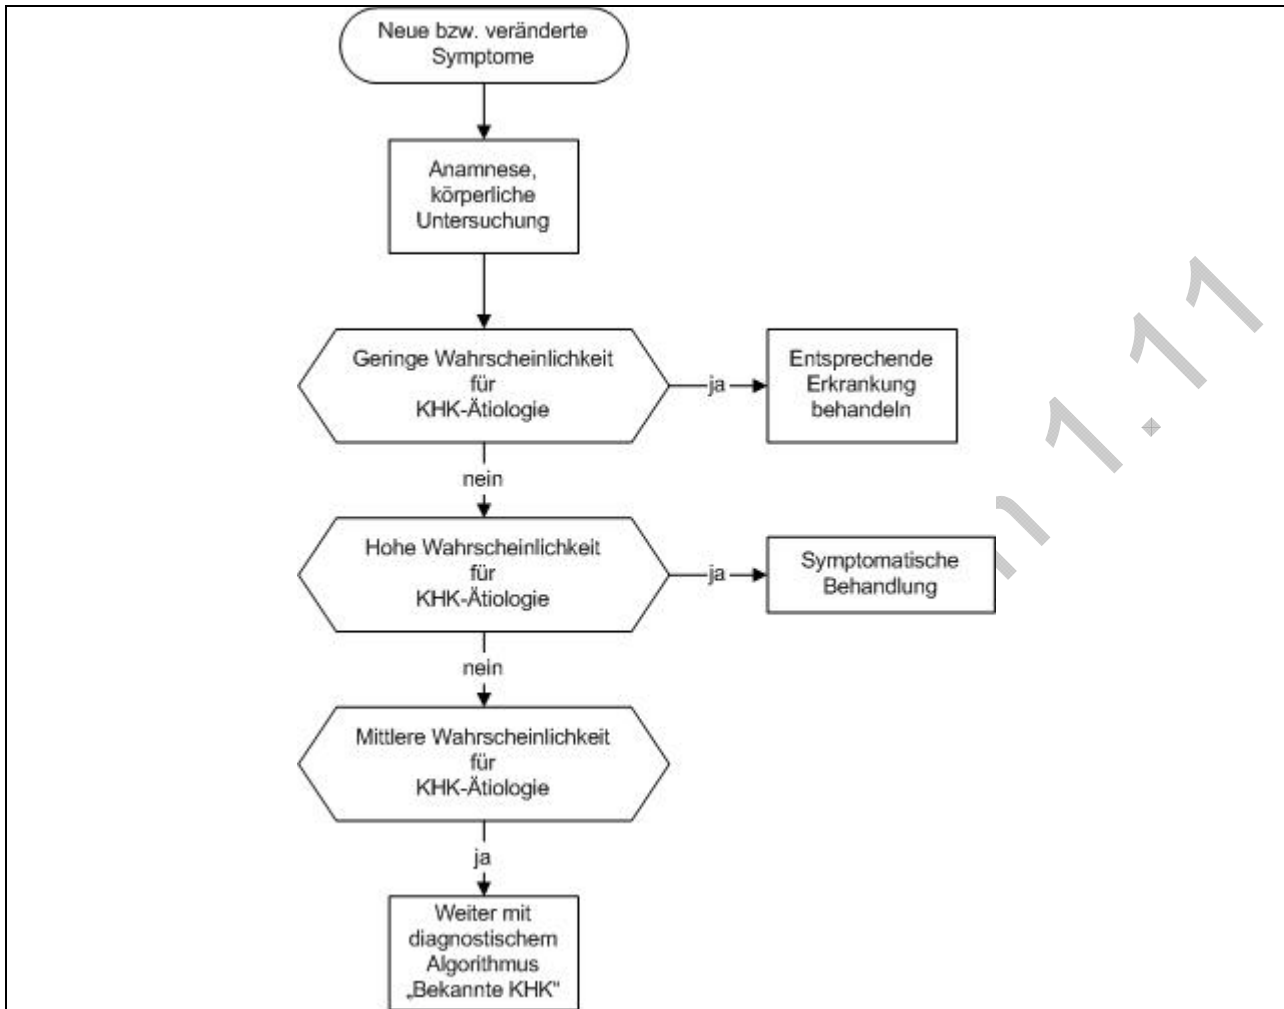 Neue bzw. veränderte
Symptome
Anamnese,
körperliche
Untersuchung
Geringe Wahrscheinlichkeit
für
KHK-Ätiologie
ja
Entsprechende
Erkrankung
behandeln
nein
Hohe Wahrscheinlichkeit
für
KHK-Ätiologie
ja
Symptomatische
Behandlung
nein
Mittlere Wahrscheinlichkeit
für
KHK-Ätiologie
ja
Weiter mit
diagnostischem
Algorithmus
„Bekannte KHK"
n 1.11